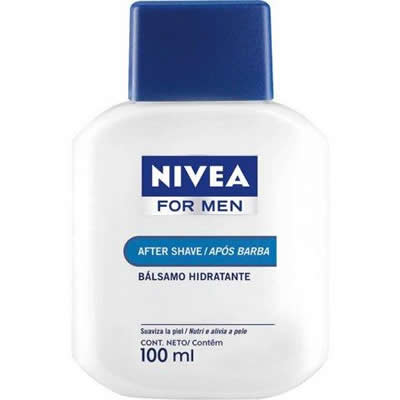 NIVEA
FOR MEN
AFTER SHAVE / APÓS BARBA
BÁLSAMO HIDRATANTE
Suaviza la piel / Nutri e alivia a pele
CONT. NETO/ Contém
100 ml